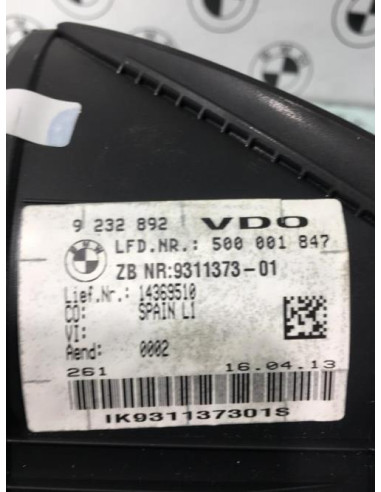 9 232 892 VDO
LFD.NR.: 500 001 847
ZB NR:9311373-01
Lief.Nr.: 14369510
CO: SPAIN L1
VI:
Aend: 0002
261 16.04.13
IK931137301S